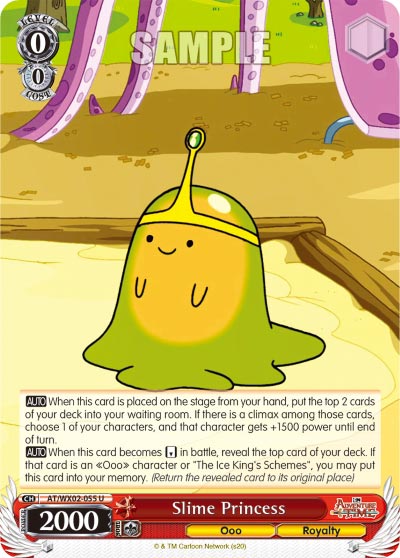 LEVEL
0
0
COST
SAMPLE
AUTO When this card is placed on the stage from your hand, put the top 2 cards
of your deck into your waiting room. If there is a climax among those cards,
choose 1 of your characters, and that character gets +1500 power until end
of turn.
AUTO When this card becomes in battle, reveal the top card of your deck. If
that card is an «Ooo» character or "The Ice King's Schemes", you may put
this card into your memory. (Return the revealed card to its original place)
CH AT/WX02-055 U
POWER 2000
Slime Princess
Ooo Royalty
ADVENTURE TIME
© & TM Cartoon Network (s20)